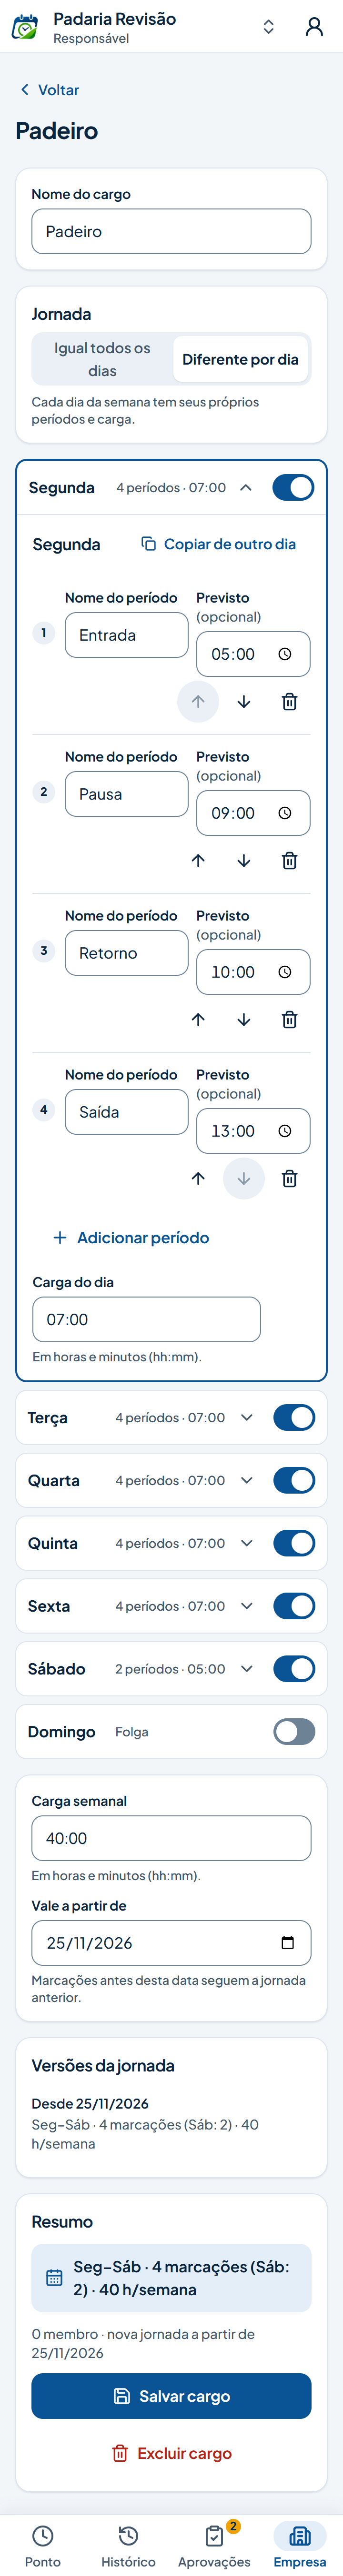 Padaria Revisão
Responsável
Voltar
Padeiro
Nome do cargo
Padeiro
Jornada
Igual todos os
dias
Diferente por dia
Cada dia da semana tem seus próprios
períodos e carga.
Segunda
4 períodos · 07:00
Segunda
Copiar de outro dia
1
Nome do período
Entrada
Previsto
(opcional)
05:00
2
Nome do período
Pausa
Previsto
(opcional)
09:00
3
Nome do período
Retorno
Previsto
(opcional)
10:00
4
Nome do período
Saída
Previsto
(opcional)
13:00
Adicionar período
Carga do dia
07:00
Em horas e minutos (hh:mm).
Terça
4 períodos · 07:00
Quarta
4 períodos · 07:00
Quinta
4 períodos · 07:00
Sexta
4 períodos · 07:00
Sábado
2 períodos · 05:00
Domingo
Folga
Carga semanal
40:00
Em horas e minutos (hh:mm).
Vale a partir de
25/11/2026
Marcações antes desta data seguem a jornada
anterior.
Versões da jornada
Desde 25/11/2026
Seg–Sáb · 4 marcações (Sáb: 2) · 40
h/semana
Resumo
Seg–Sáb · 4 marcações (Sáb:
2) · 40 h/semana
0 membro · nova jornada a partir de
25/11/2026
Salvar cargo
Excluir cargo
Ponto
Histórico
2
Aprovações
Empresa